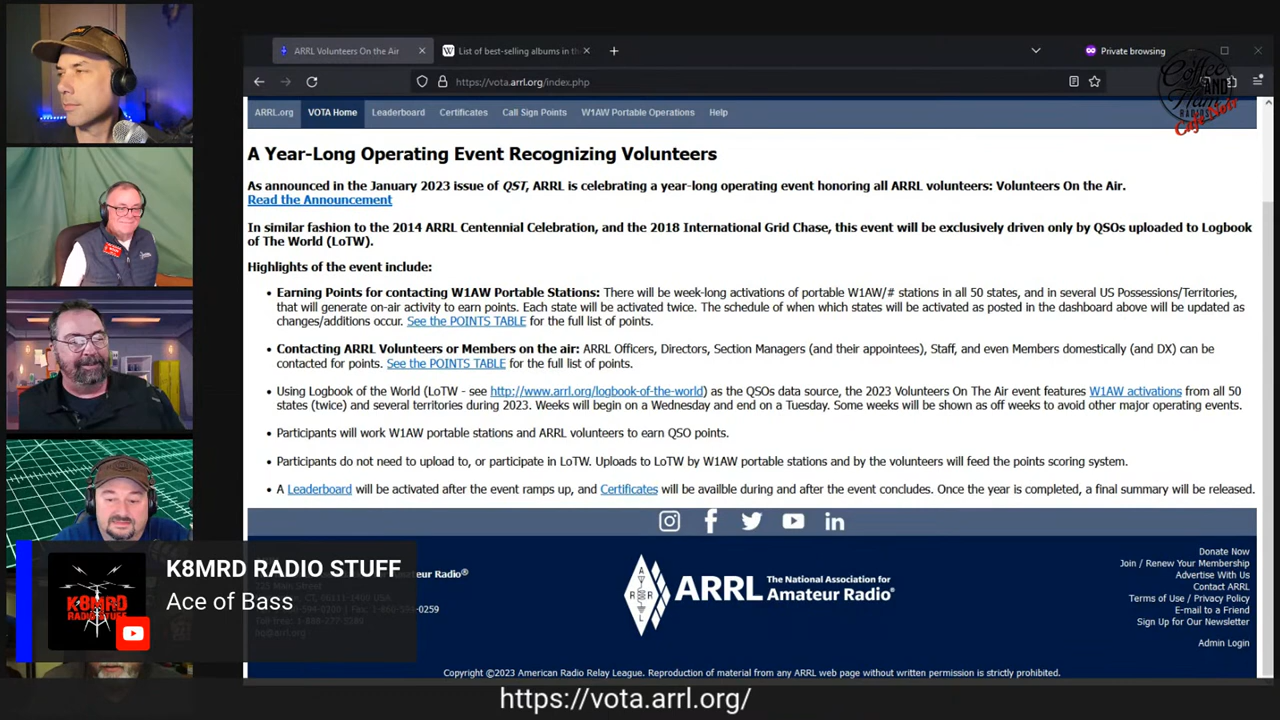 ARRL Volunteers On the Air
List of best-selling albums in th
Private browsing
https://vota.arrl.org/index.php
Coffee
AND
Ham
RADIOS
Cafe Noir
ARRL.org VOTA Home Leaderboard Certificates Call Sign Points W1AW Portable Operations Help
A Year-Long Operating Event Recognizing Volunteers
As announced in the January 2023 issue of QST, ARRL is celebrating a year-long operating event honoring all ARRL volunteers: Volunteers On the Air.
Read the Announcement
In similar fashion to the 2014 ARRL Centennial Celebration, and the 2018 International Grid Chase, this event will be exclusively driven only by QSOs uploaded to Logbook
of The World (LoTW).
Highlights of the event include:
• Earning Points for contacting W1AW Portable Stations: There will be week-long activations of portable W1AW/# stations in all 50 states, and in several US Possessions/Territories,
that will generate on-air activity to earn points. Each state will be activated twice. The schedule of when which states will be activated as posted in the dashboard above will be updated as
changes/additions occur. See the POINTS TABLE for the full list of points.
• Contacting ARRL Volunteers or Members on the air: ARRL Officers, Directors, Section Managers (and their appointees), Staff, and even Members domestically (and DX) can be
contacted for points. See the POINTS TABLE for the full list of points.
• Using Logbook of the World (LoTW - see http://www.arrl.org/logbook-of-the-world) as the QSOs data source, the 2023 Volunteers On The Air event features W1AW activations from all 50
states (twice) and several territories during 2023. Weeks will begin on a Wednesday and end on a Tuesday. Some weeks will be shown as off weeks to avoid other major operating events.
• Participants will work W1AW portable stations and ARRL volunteers to earn QSO points.
• Participants do not need to upload to, or participate in LoTW. Uploads to LoTW by W1AW portable stations and by the volunteers will feed the points scoring system.
• A Leaderboard will be activated after the event ramps up, and Certificates will be availble during and after the event concludes. Once the year is completed, a final summary will be released.
K8MRD RADIO STUFF
Ace of Bass
K8MRD
RADIO STUFF
eur Radio®
-0259
ARRL The National Association for
Amateur Radio®
A
R R
L
Donate Now
Join / Renew Your Membership
Advertise With Us
Contact ARRL
Terms of Use / Privacy Policy
E-mail to a Friend
Sign Up for Our Newsletter
Admin Login
Copyright ©2023 American Radio Relay League. Reproduction of material from any ARRL web page without written permission is strictly prohibited.
https://vota.arrl.org/